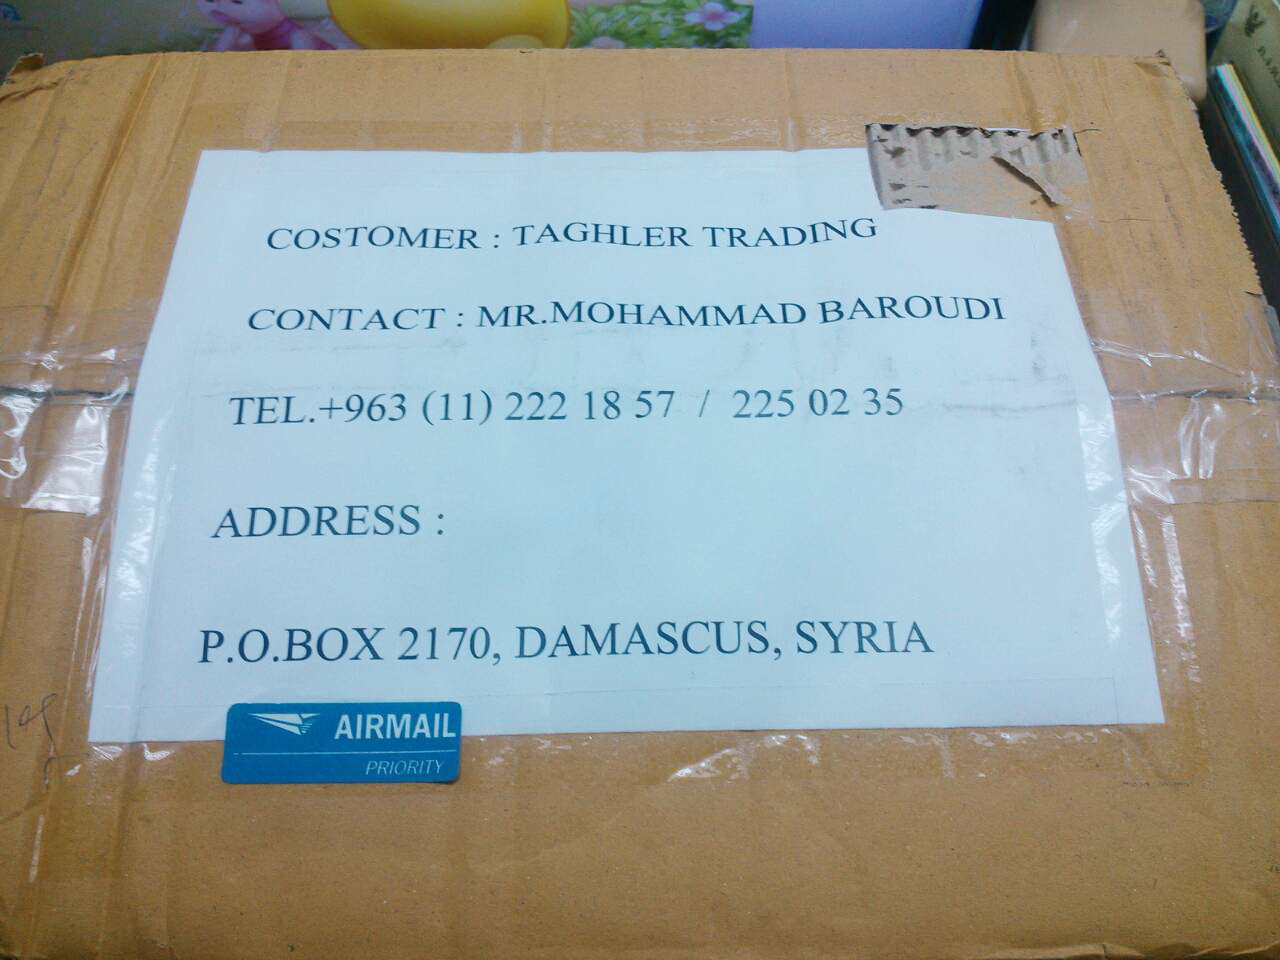 COSTOMER : TAGHLER TRADING
CONTACT : MR.MOHAMMAD BAROUDI
TEL.+963 (11) 222 18 57 / 225 02 35
ADDRESS :
P.O.BOX 2170, DAMASCUS, SYRIA
AIRMAIL
PRIORITY